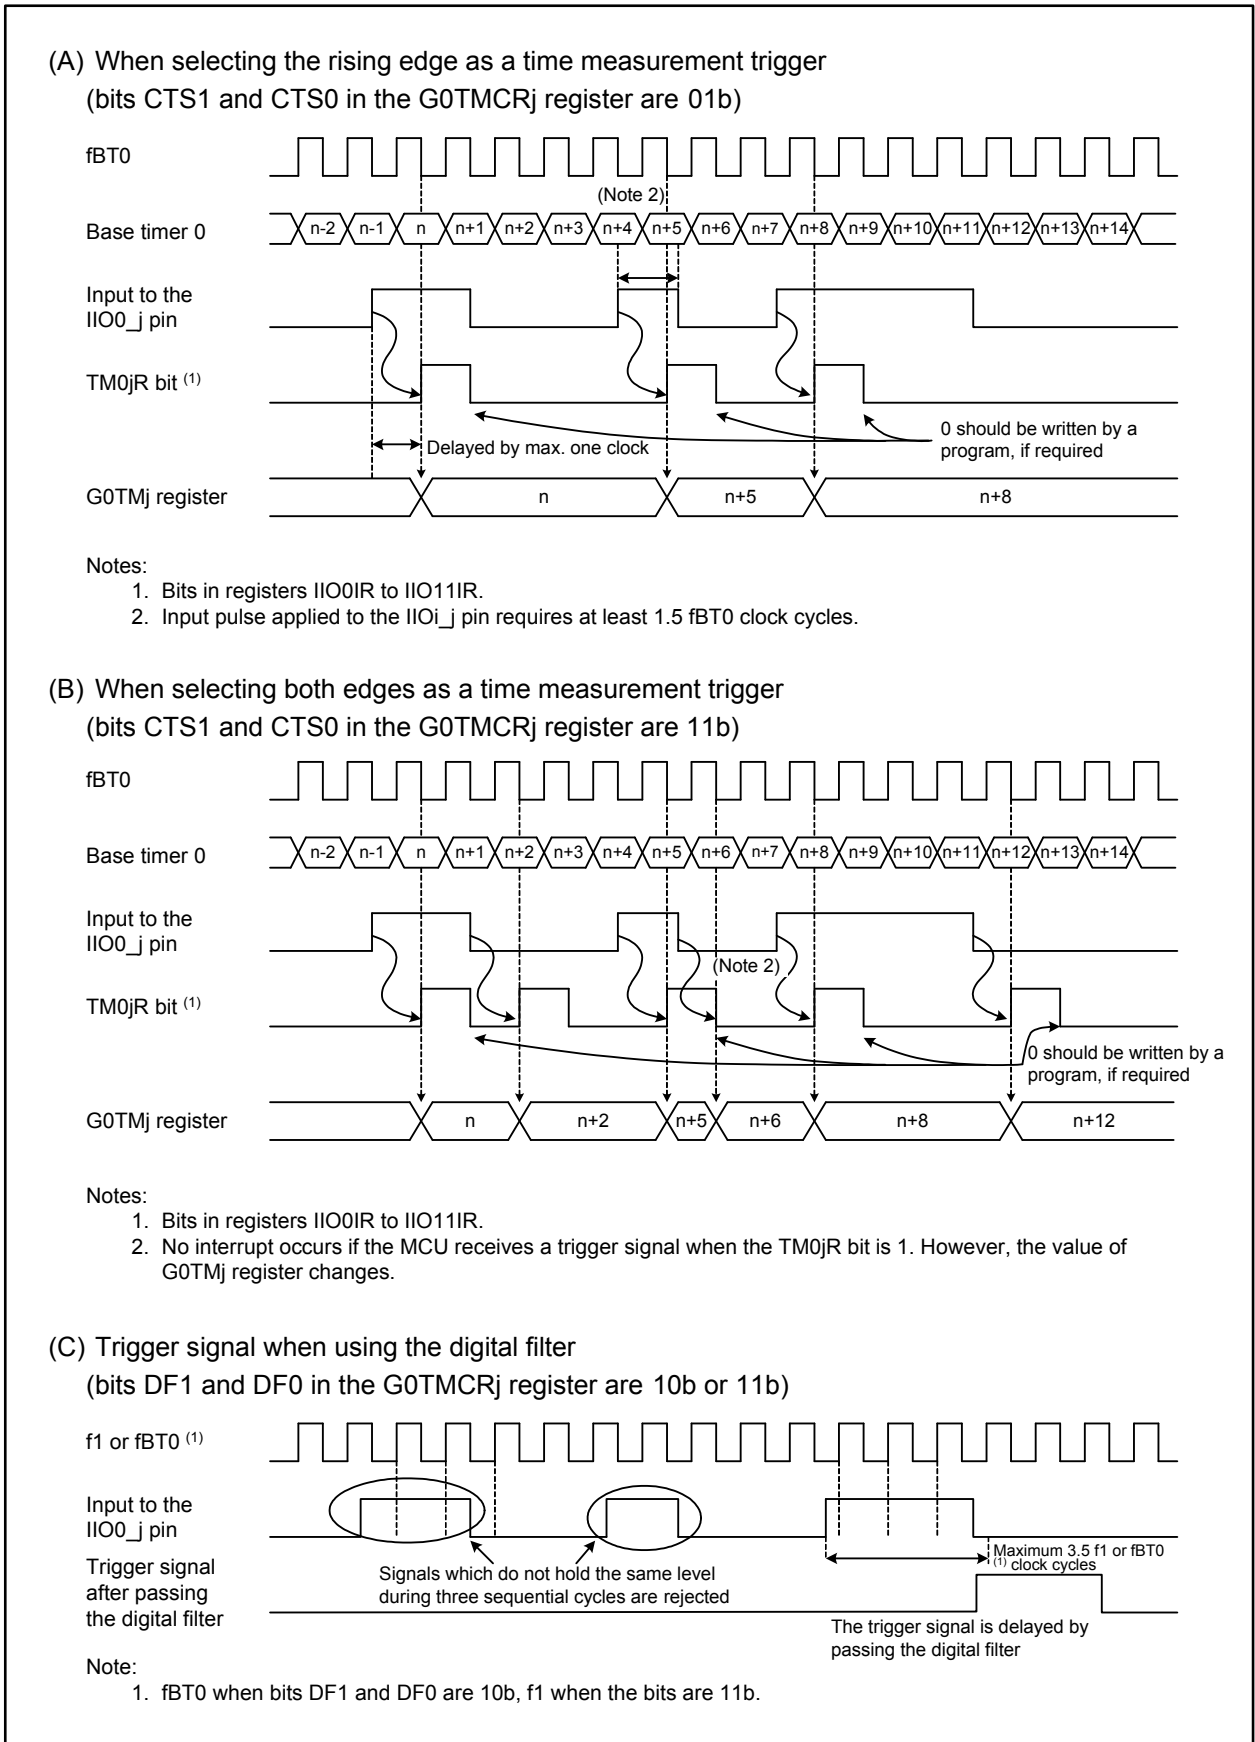 (A) When selecting the rising edge as a time measurement trigger
(bits CTS1 and CTS0 in the G0TMCRj register are 01b)
fBT0
(Note 2)
Base timer 0
n-2 n-1 n n+1 n+2 n+3 n+4 n+5 n+6 n+7 n+8 n+9 n+10 n+11 n+12 n+13 n+14
Input to the
IIO0_j pin
TM0jR bit (1)
Delayed by max. one clock
0 should be written by a
program, if required
G0TMj register
n n+5 n+8
Notes:
1. Bits in registers IIO0IR to IIO11IR.
2. Input pulse applied to the IIOi_j pin requires at least 1.5 fBT0 clock cycles.
(B) When selecting both edges as a time measurement trigger
(bits CTS1 and CTS0 in the G0TMCRj register are 11b)
fBT0
Base timer 0
n-2 n-1 n n+1 n+2 n+3 n+4 n+5 n+6 n+7 n+8 n+9 n+10 n+11 n+12 n+13 n+14
Input to the
IIO0_j pin
(Note 2)
TM0jR bit (1)
0 should be written by a
program, if required
G0TMj register
n n+2 n+5 n+6 n+8 n+12
Notes:
1. Bits in registers IIO0IR to IIO11IR.
2. No interrupt occurs if the MCU receives a trigger signal when the TM0jR bit is 1. However, the value of
G0TMj register changes.
(C) Trigger signal when using the digital filter
(bits DF1 and DF0 in the G0TMCRj register are 10b or 11b)
f1 or fBT0 (1)
Input to the
IIO0_j pin
Maximum 3.5 f1 or fBT0
(1) clock cycles
Signals which do not hold the same level
during three sequential cycles are rejected
Trigger signal
after passing
the digital filter
The trigger signal is delayed by
passing the digital filter
Note:
1. fBT0 when bits DF1 and DF0 are 10b, f1 when the bits are 11b.